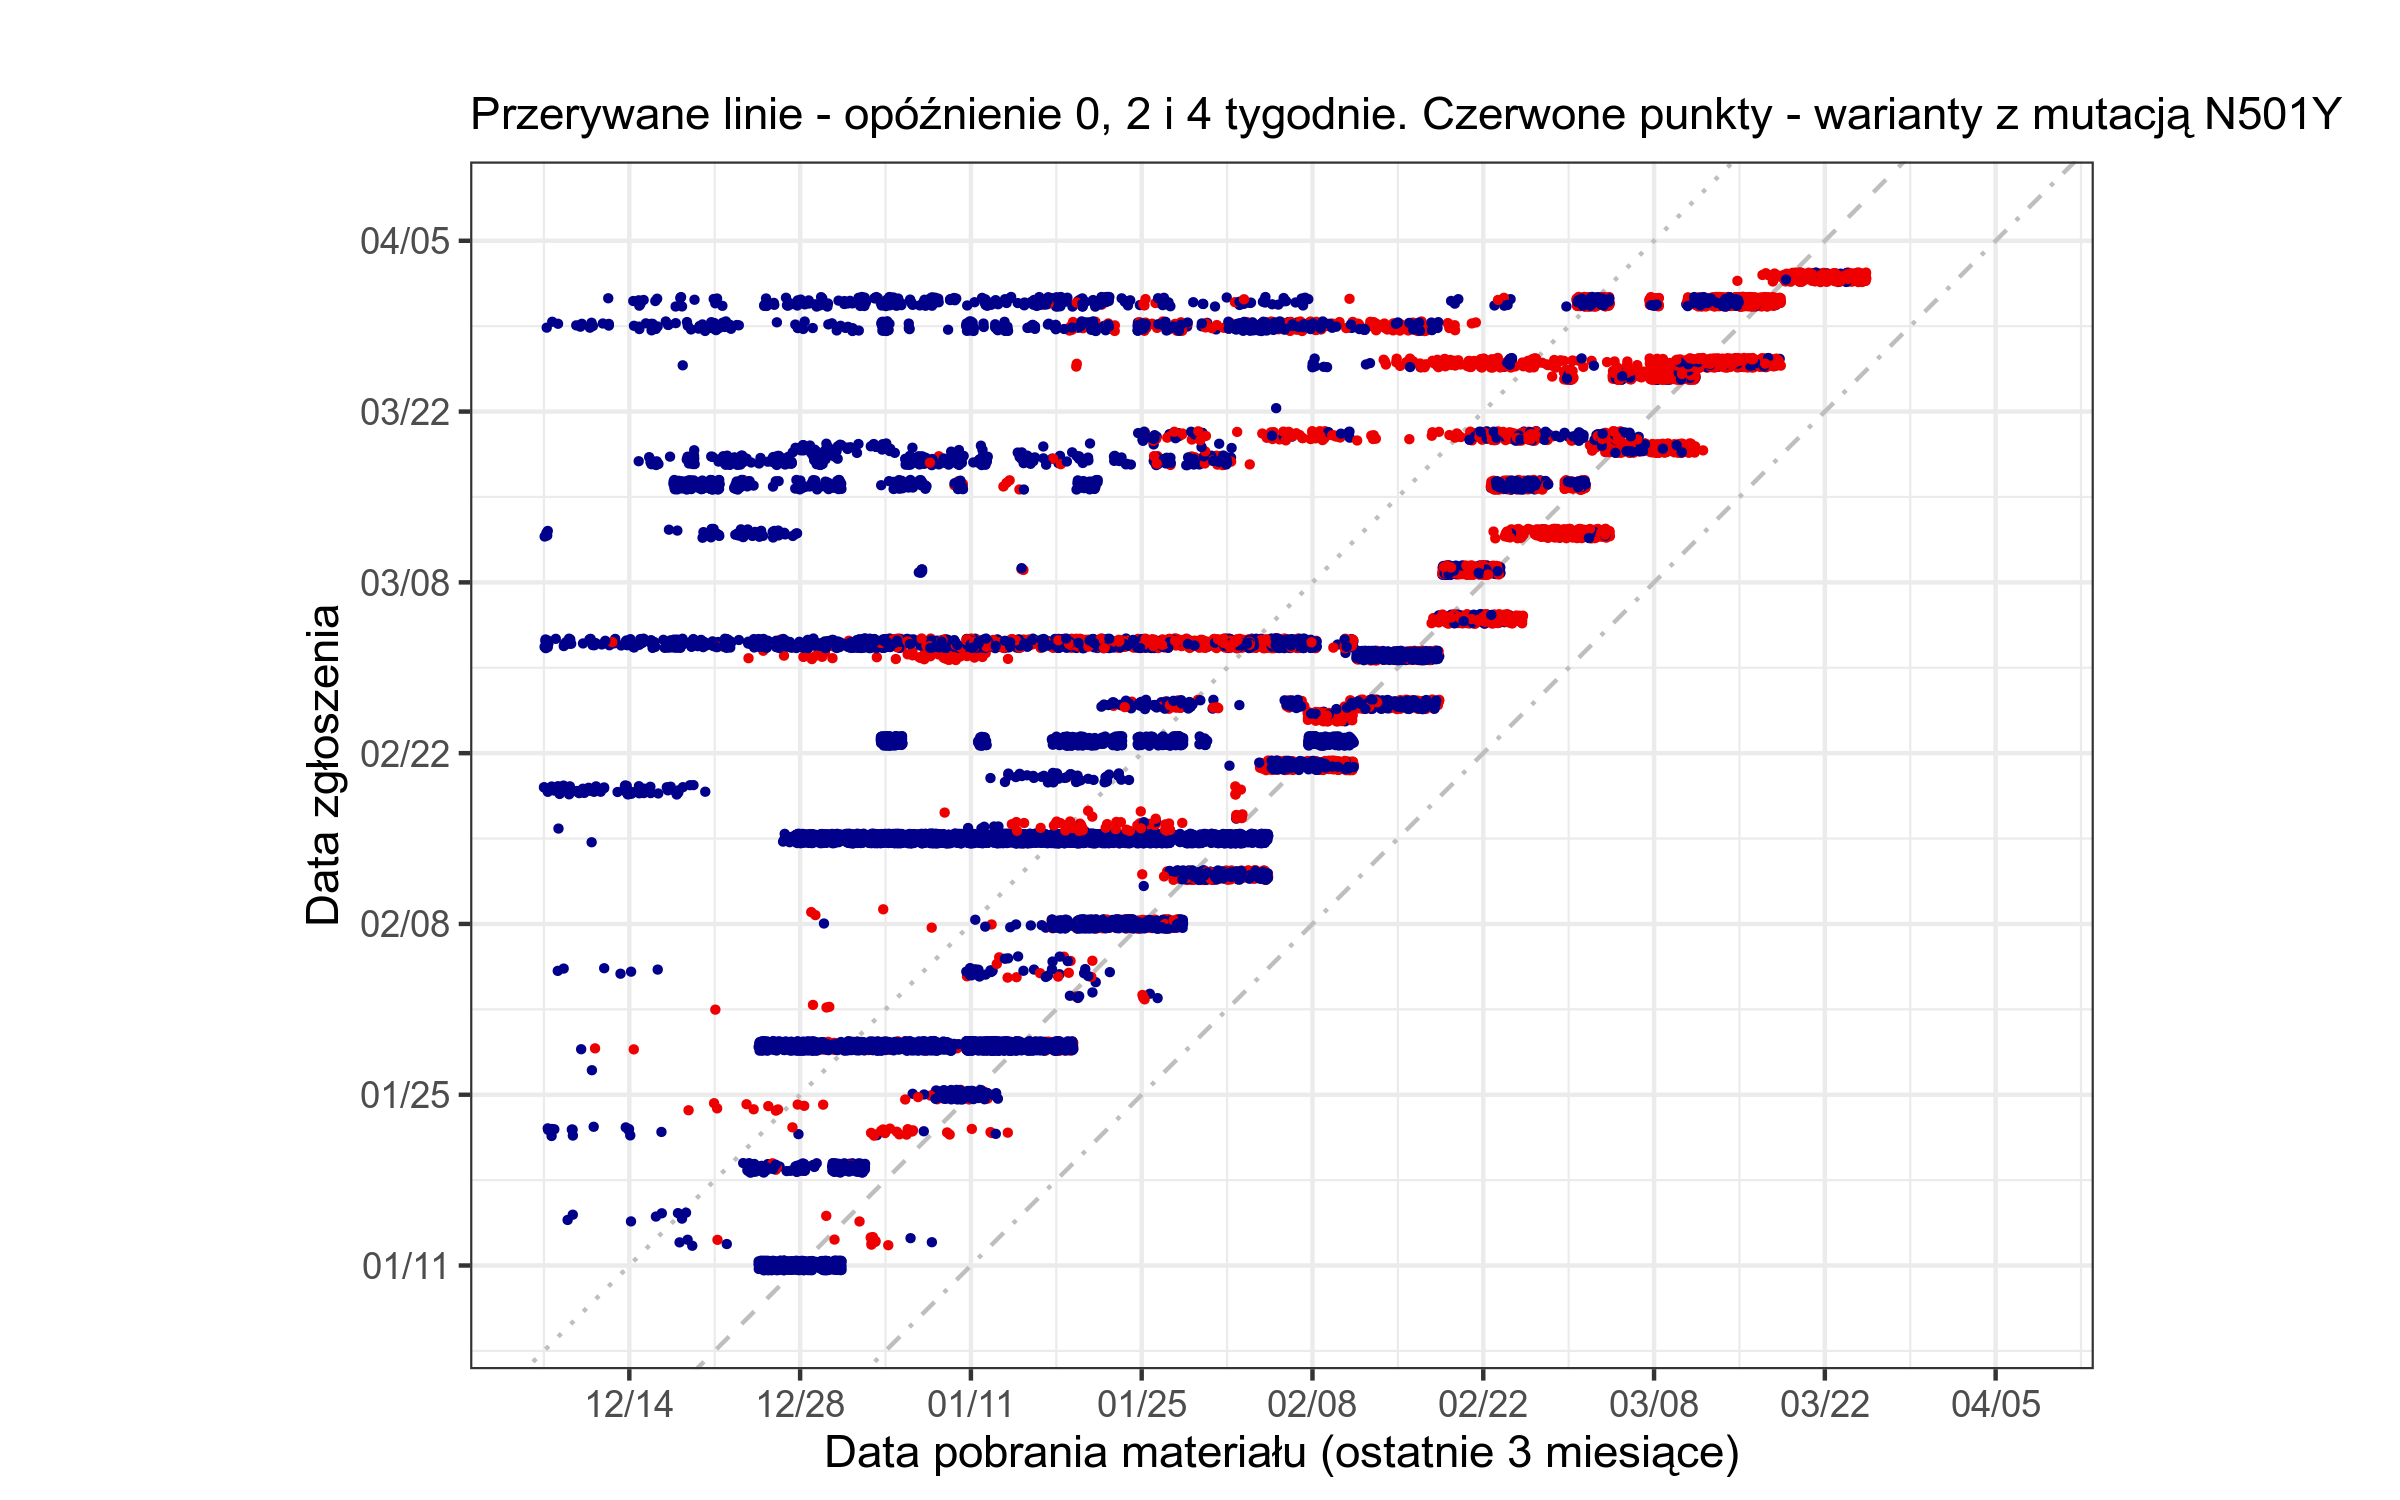 Przerywane linie - opóźnienie 0, 2 i 4 tygodnie. Czerwone punkty - warianty z mutacją N501Y
Data zgłoszenia
04/05
03/22
03/08
02/22
02/08
01/25
01/11
12/14 12/28 01/11 01/25 02/08 02/22 03/08 03/22 04/05
Data pobrania materiału (ostatnie 3 miesiące)